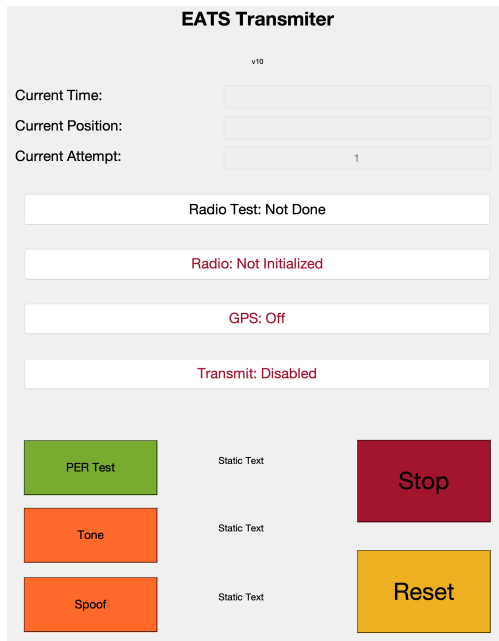 EATS Transmiter
v10
Current Time:
Current Position:
Current Attempt: 1
Radio Test: Not Done
Radio: Not Initialized
GPS: Off
Transmit: Disabled
PER Test Static Text Stop
Tone Static Text
Spoof Static Text Reset